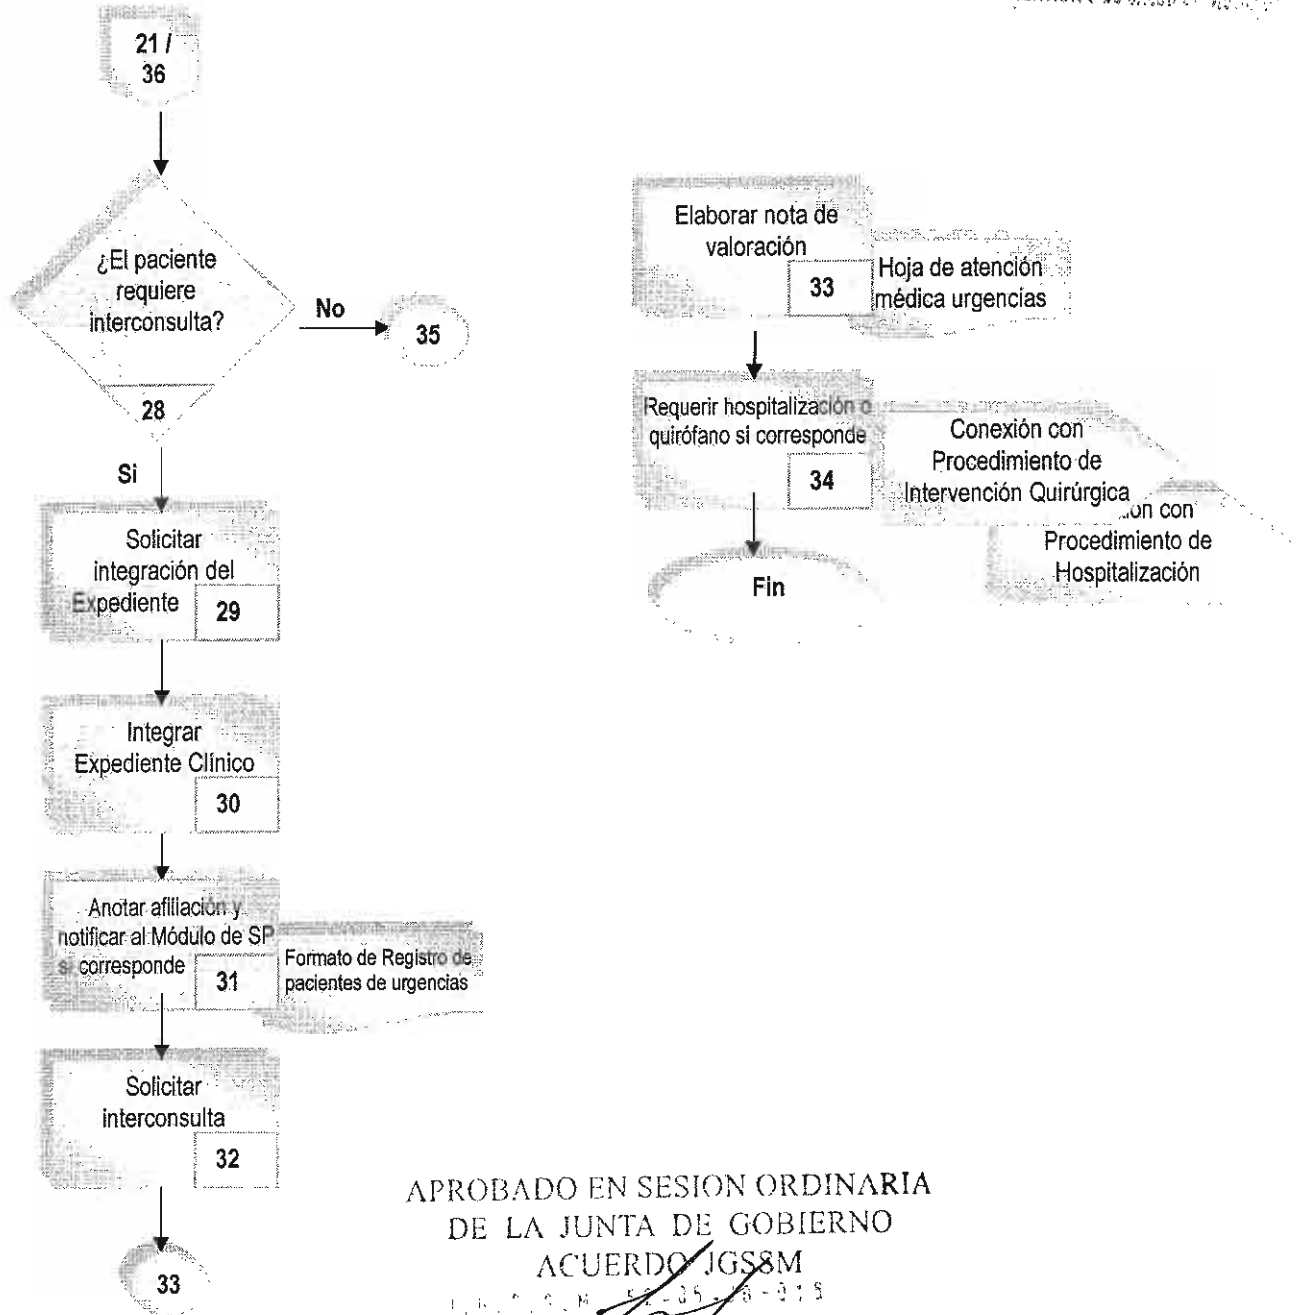 21 /
36
¿El paciente
requiere
interconsulta?
28
No
35
Si
Solicitar
integración del
Expediente
29
Integrar
Expediente Clínico
30
Anotar afiliación y
notificar al Módulo de SP
si corresponde
31
Formato de Registro de
pacientes de urgencias
Solicitar
interconsulta
32
33
Elaborar nota de
valoración
33
Hoja de atención
médica urgencias
Requerir hospitalización o
quirófano si corresponde
34
Conexión con
Procedimiento de
Intervención Quirúrgica
con
Procedimiento de
Hospitalización
Fin
APROBADO EN SESION ORDINARIA
DE LA JUNTA DE GOBIERNO
ACUERDO JGSSM